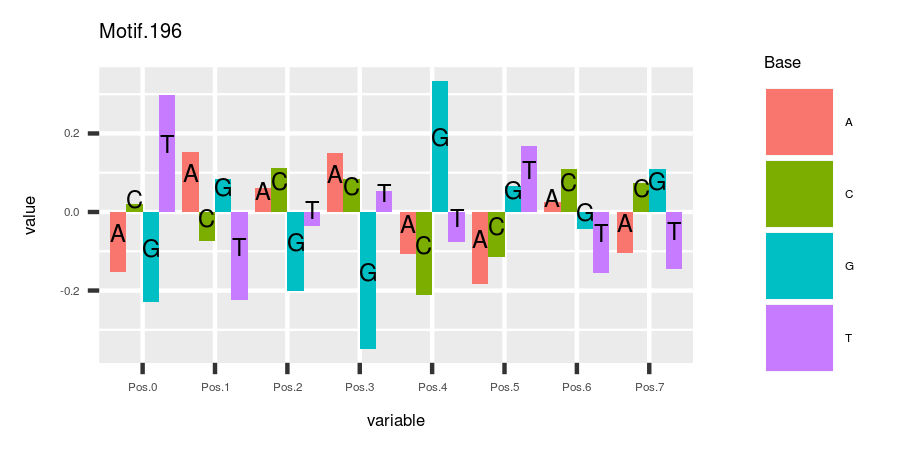 Motif.196
value
0.2
0.0
-0.2
A C G T A C G T A C G T A C G T A C G T A C G T A C G T A C G T
Pos.0 Pos.1 Pos.2 Pos.3 Pos.4 Pos.5 Pos.6 Pos.7
variable
Base
A
C
G
T